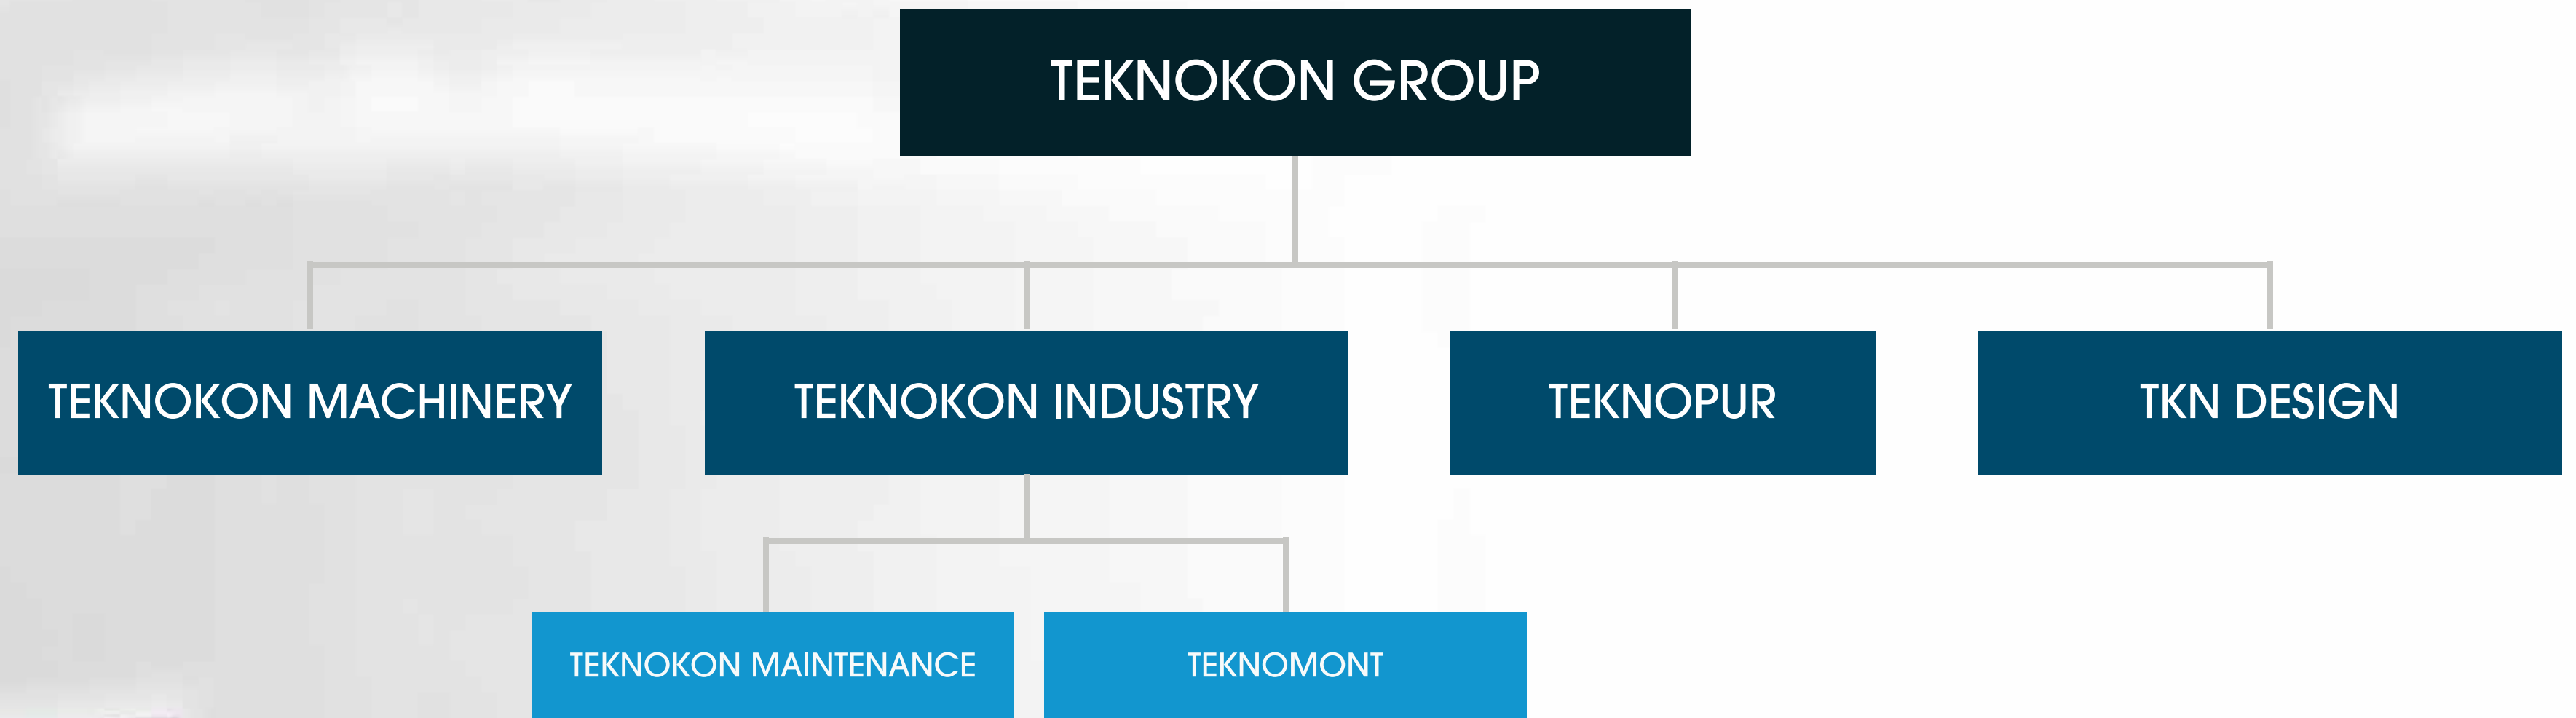 TEKNOKON GROUP
TEKNOKON MACHINERY
TEKNOKON INDUSTRY
TEKNOPUR
TKN DESIGN
TEKNOKON MAINTENANCE
TEKNOMONT